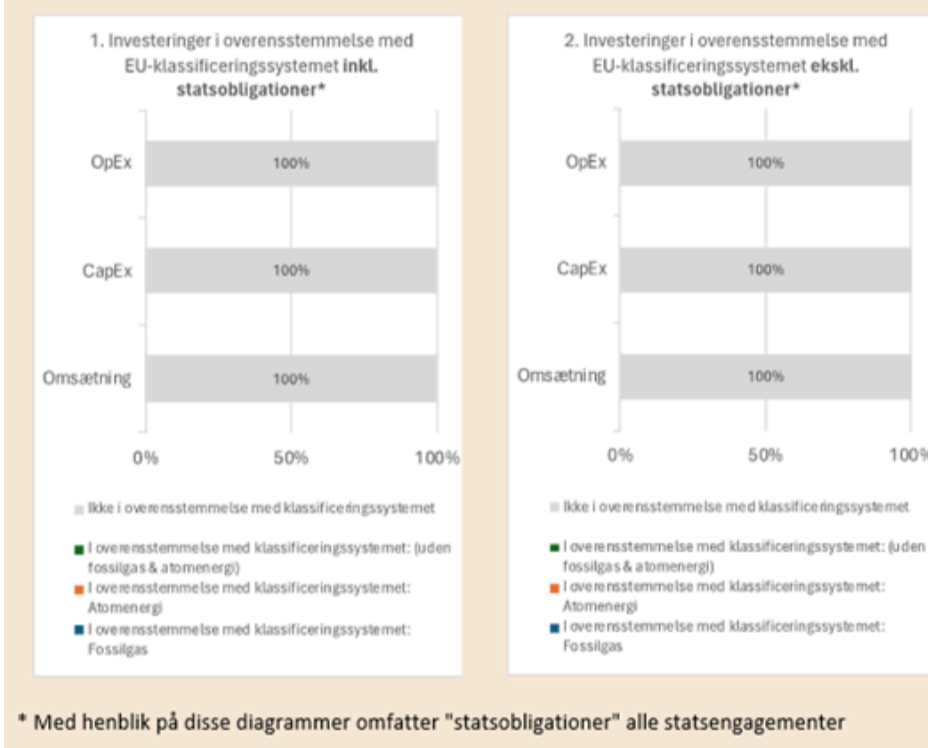 1. Investeringer i overensstemmelse med
EU-klassificeringssystemet inkl.
statsobligationer*
OpEx
100%
CapEx
100%
Omsætning
100%
0%
50%
100%
Ikke i overensstemmelse med klassificeringssystemet
I overensstemmelse med klassificeringssystemet: (uden
fossilgas & atomenergi)
I overensstemmelse med klassificeringssystemet:
Atomenergi
I overensstemmelse med klassificeringssystemet:
Fossilgas
2. Investeringer i overensstemmelse med
EU-klassificeringssystemet ekskl.
statsobligationer*
OpEx
100%
CapEx
100%
Omsætning
100%
0%
50%
100%
Ikke i overensstemmelse med klassificeringssystemet
I overensstemmelse med klassificeringssystemet: (uden
fossilgas & atomenergi)
I overensstemmelse med klassificeringssystemet:
Atomenergi
I overensstemmelse med klassificeringssystemet:
Fossilgas
* Med henblik på disse diagrammer omfatter "statsobligationer" alle statsengagementer